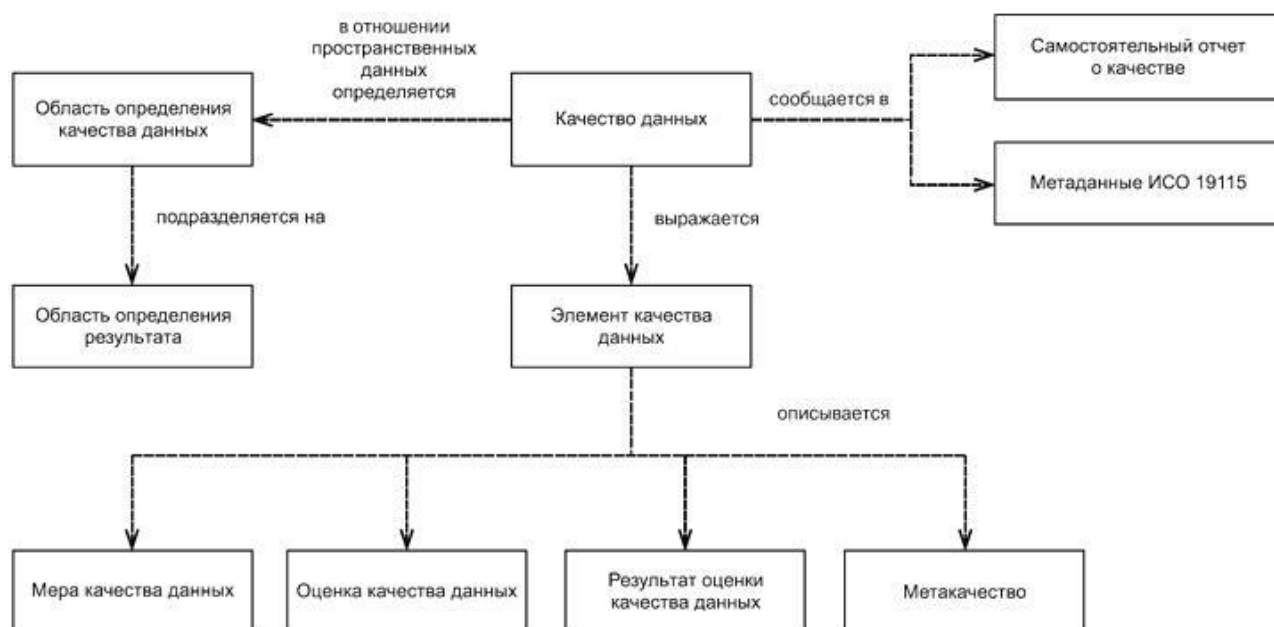 в отношении
пространственных
данных
определяется
Самостоятельный отчет
о качестве
Область определения
качества данных
Качество данных
сообщается в
Метаданные ИСО 19115
подразделяется на
выражается
Область определения
результата
Элемент качества
данных
описывается
Мера качества данных
Оценка качества данных
Результат оценки
качества данных
Метакачество